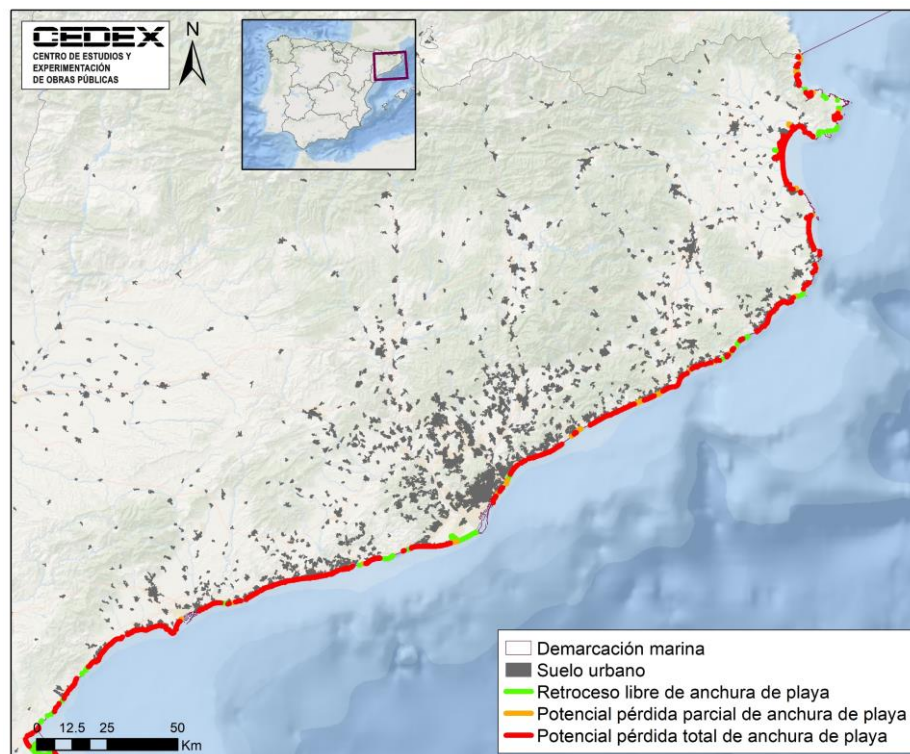 CEDEX
CENTRO DE ESTUDIOS Y
EXPERIMENTACIÓN
DE OBRAS PÚBLICAS
N
Demarcación marina
Suelo urbano
Retroceso libre de anchura de playa
Potencial pérdida parcial de anchura de playa
Potencial pérdida total de anchura de playa
0 12.5 25 50
Km